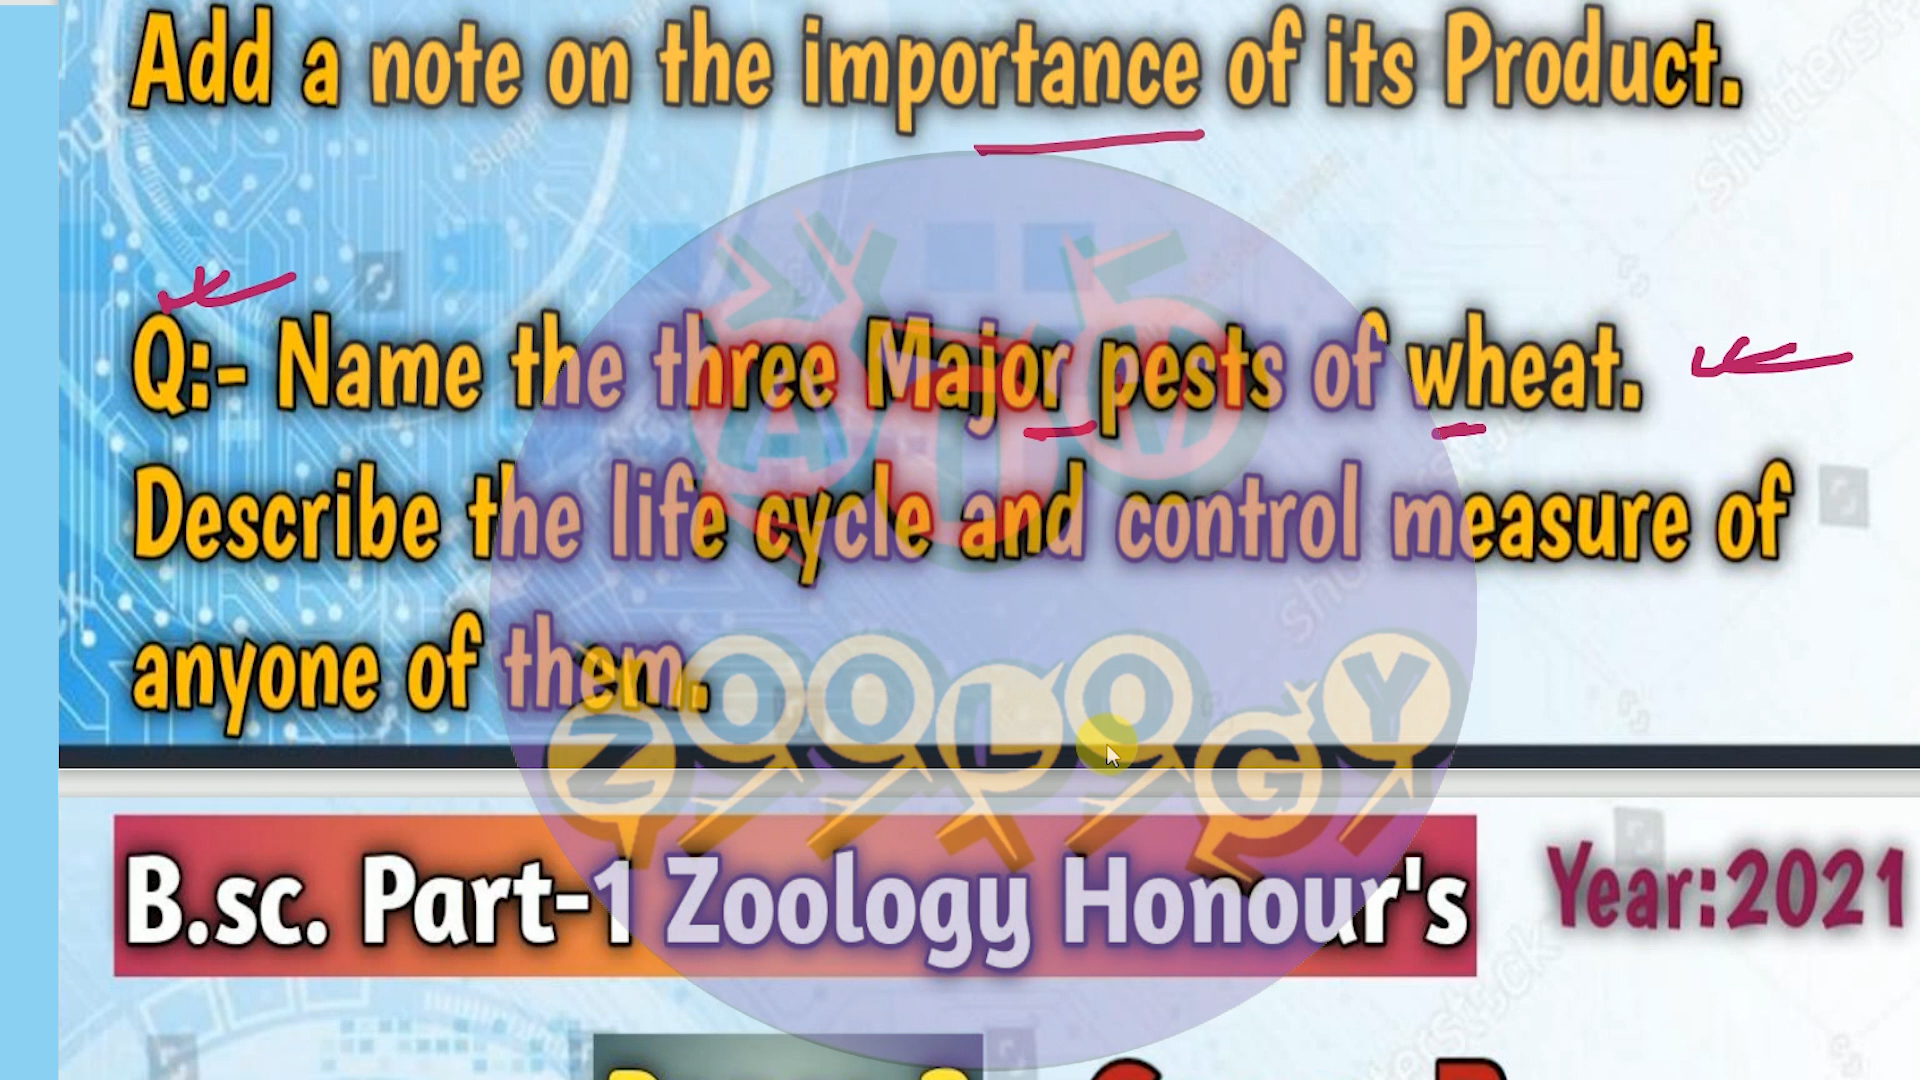 Add a note on the importance of its Product.
Q:- Name the three Major pests of wheat.
Describe the life cycle and control measure of
anyone of them.
ATM
ZOOLOGY
B.sc. Part-1 Zoology Honour's Year:2021